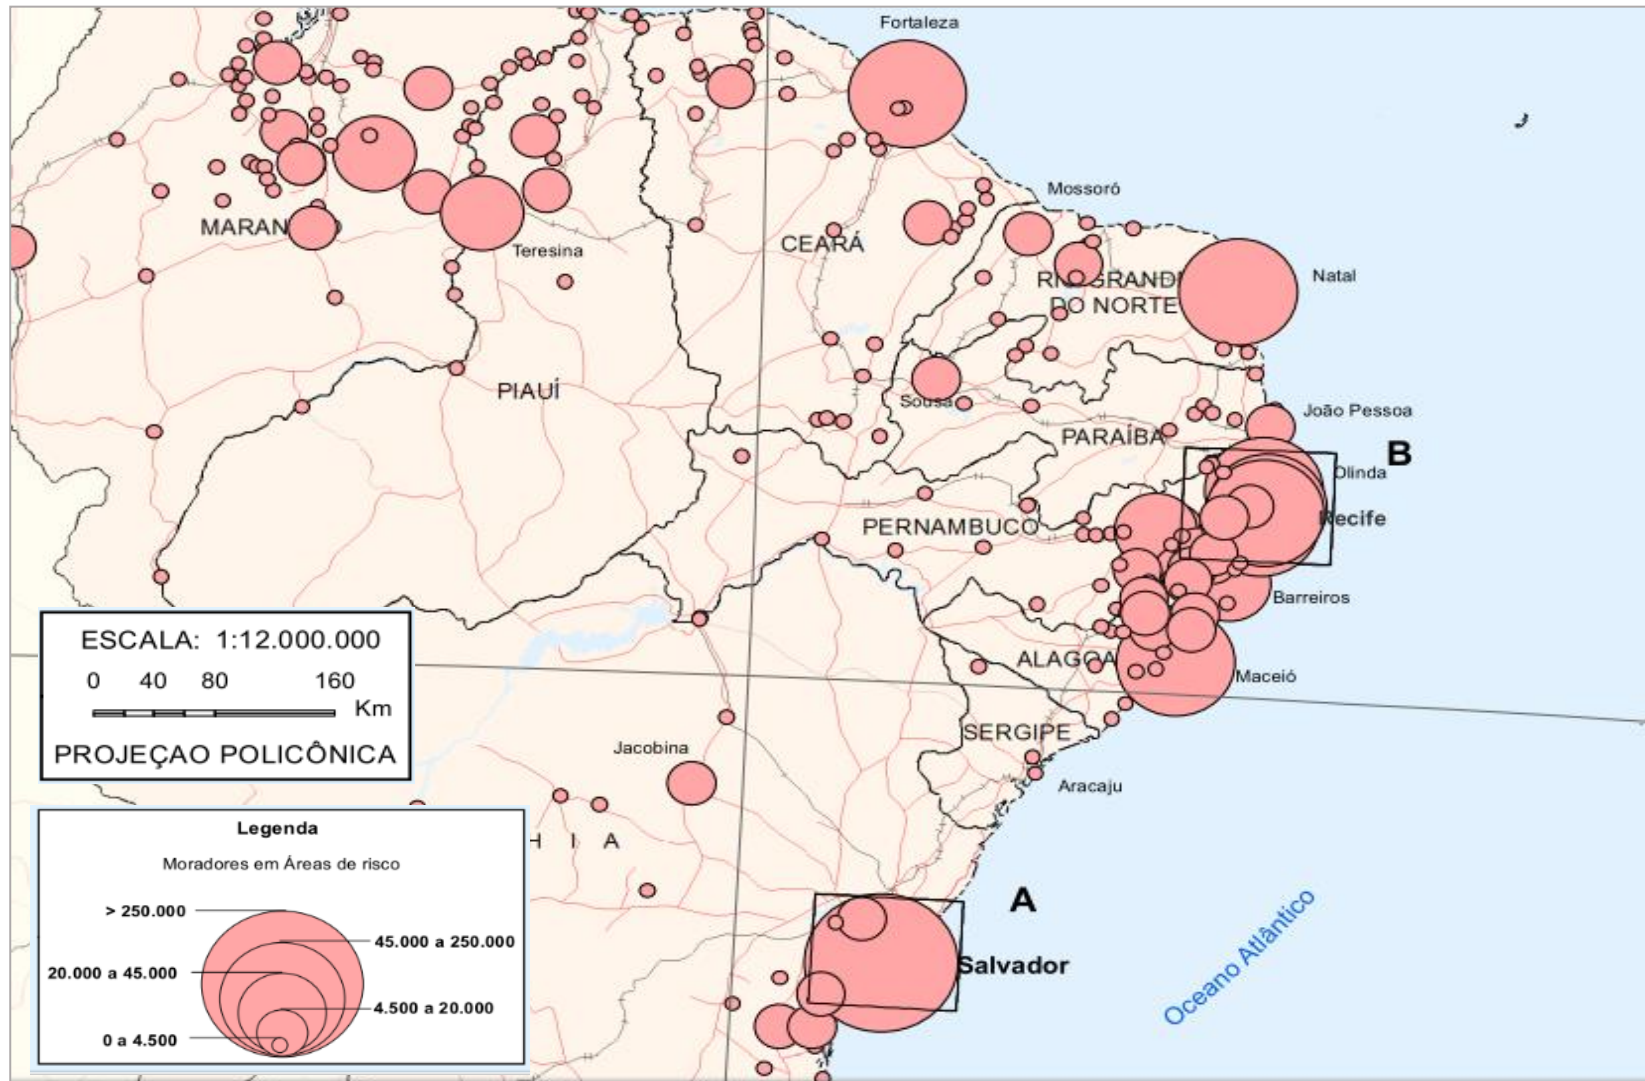 Fortaleza
Mossoró
MARAN
Teresina
CEARÁ
RIO GRANDE
DO NORTE
Natal
PIAUÍ
Sousa
PARAÍBA
João Pessoa
B
Olinda
PERNAMBUCO
Recife
Barreiros
ALAGOA
Maceió
SERGIPE
Jacobina
Aracaju
H I A
A
Salvador
Oceano Atlântico
ESCALA: 1:12.000.000
0 40 80 160
Km
PROJEÇAO POLICÔNICA
Legenda
Moradores em Áreas de risco
> 250.000
45.000 a 250.000
20.000 a 45.000
4.500 a 20.000
0 a 4.500